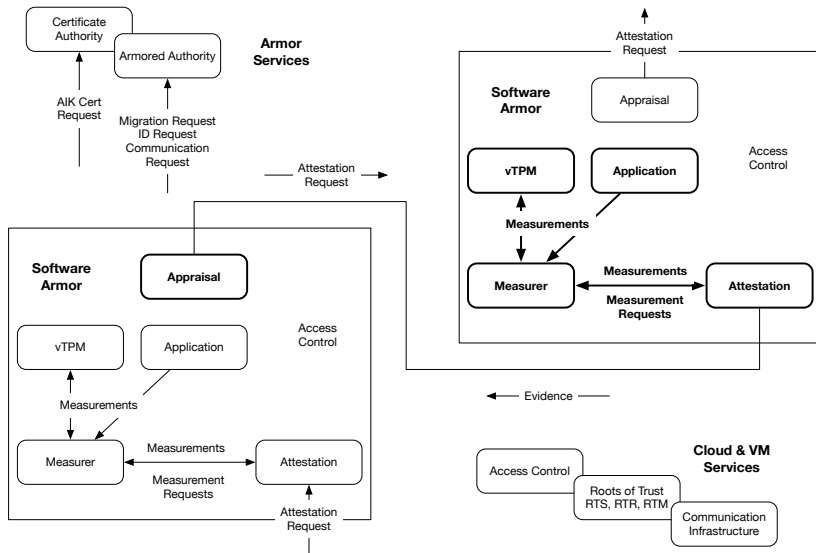 Certificate
Authority
Armored Authority
Armor
Services
AIK Cert
Request
Migration Request
ID Request
Communication
Request
Attestation
Request
Attestation
Request
Software
Armor
Appraisal
Access
Control
vTPM
Application
Measurements
Measurer
Measurements
Measurement
Requests
Attestation
Software
Armor
Appraisal
Access
Control
vTPM
Application
Measurements
Measurer
Measurements
Measurement
Requests
Attestation
Attestation
Request
Evidence
Cloud & VM
Services
Access Control
Roots of Trust
RTS, RTR, RTM
Communication
Infrastructure